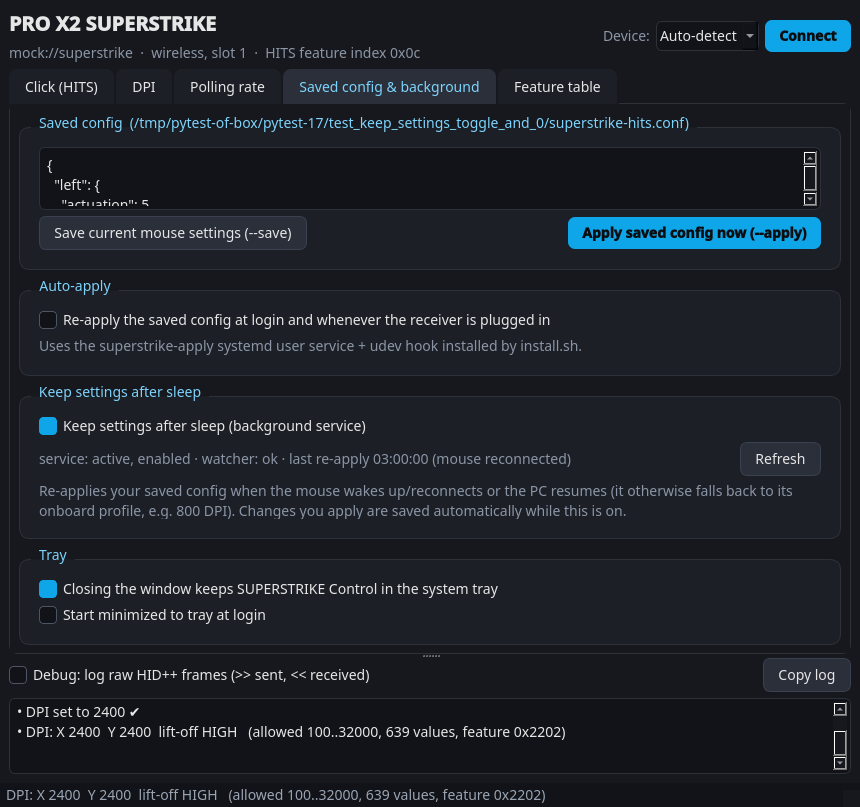 PRO X2 SUPERSTRIKE
mock://superstrike · wireless, slot 1 · HITS feature index 0x0c
Device: Auto-detect Connect
Click (HITS) DPI Polling rate Saved config & background Feature table
Saved config (/tmp/pytest-of-box/pytest-17/test_keep_settings_toggle_and_0/superstrike-hits.conf)
{
"left": {
"actuation": 5
Save current mouse settings (--save) Apply saved config now (--apply)
Auto-apply
Re-apply the saved config at login and whenever the receiver is plugged in
Uses the superstrike-apply systemd user service + udev hook installed by install.sh.
Keep settings after sleep
Keep settings after sleep (background service)
service: active, enabled · watcher: ok · last re-apply 03:00:00 (mouse reconnected) Refresh
Re-applies your saved config when the mouse wakes up/reconnects or the PC resumes (it otherwise falls back to its
onboard profile, e.g. 800 DPI). Changes you apply are saved automatically while this is on.
Tray
Closing the window keeps SUPERSTRIKE Control in the system tray
Start minimized to tray at login
Debug: log raw HID++ frames (>> sent, << received) Copy log
• DPI set to 2400 ✔
• DPI: X 2400 Y 2400 lift-off HIGH (allowed 100..32000, 639 values, feature 0x2202)
DPI: X 2400 Y 2400 lift-off HIGH (allowed 100..32000, 639 values, feature 0x2202)